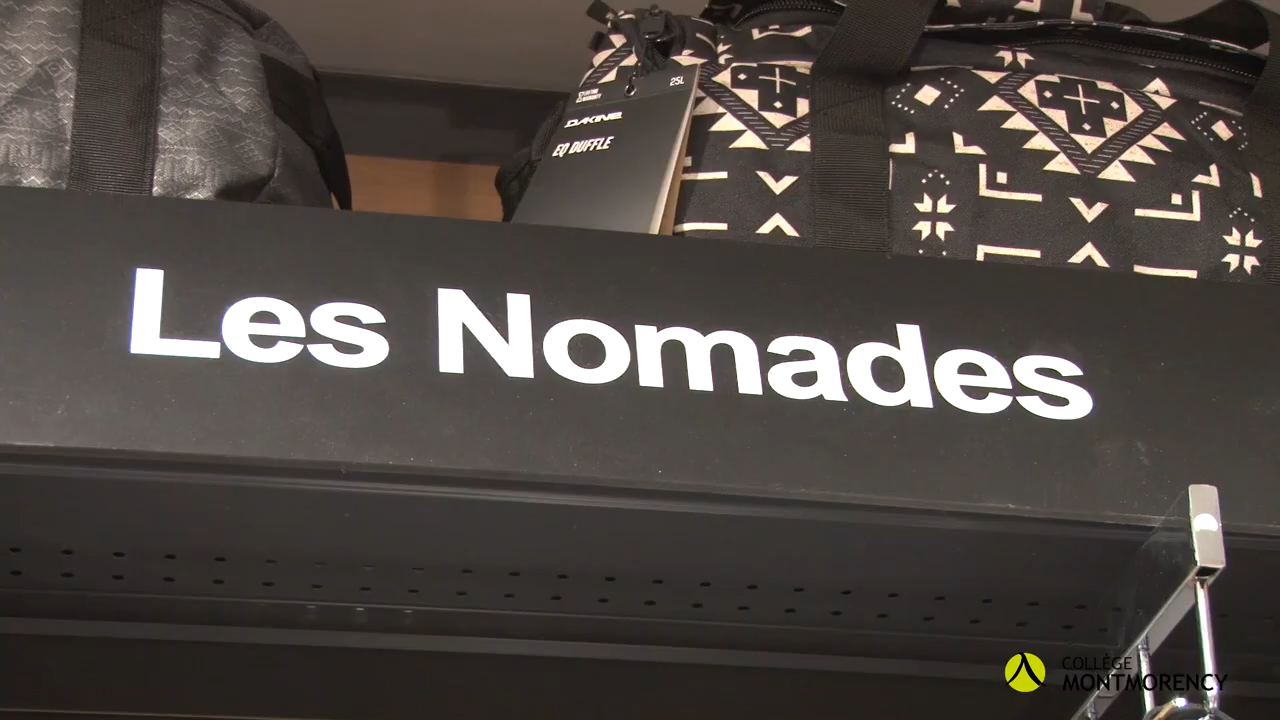 25L
DAKINE
EQ DUFFLE
Les Nomades
COLLÈGE
MONTMORENCY